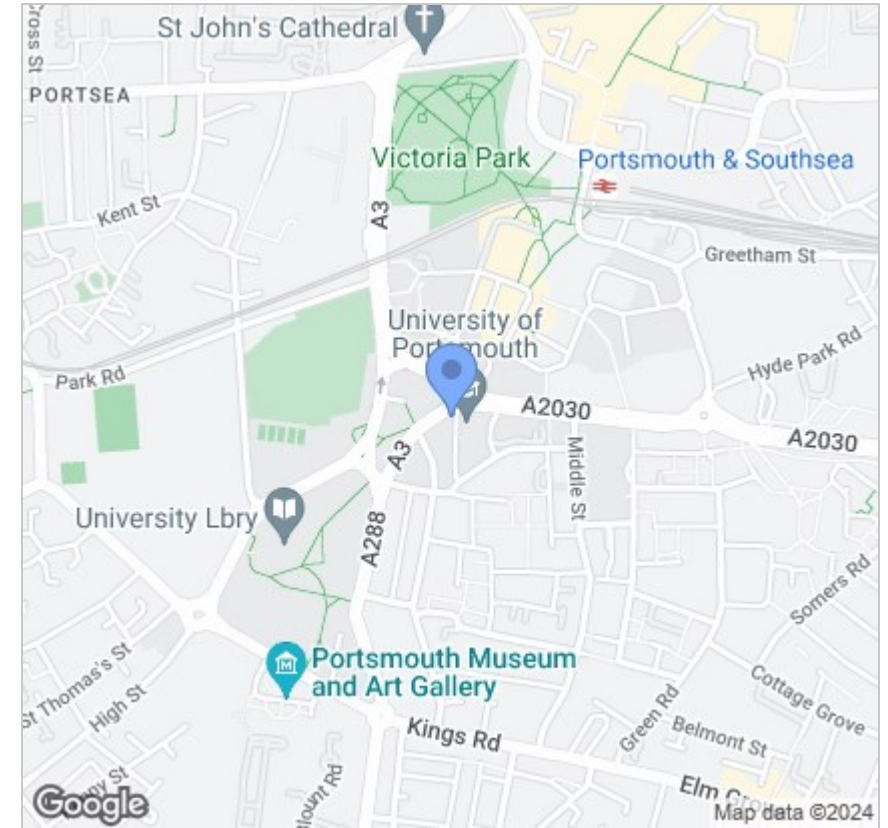 St John's Cathedral
Cross St
PORTSEA
Victoria Park
Portsmouth & Southsea
Kent St
A3
Greetham St
University of
Portsmouth
Hyde Park Rd
Park Rd
A2030
A2030
A3
Middle St
University Lbry
A288
Somers Rd
St Thomas's St
High St
Portsmouth Museum
and Art Gallery
Green Rd
Cottage Grove
Belmont St
Kings Rd
Elm
St
Rd
Google
Map data ©2024